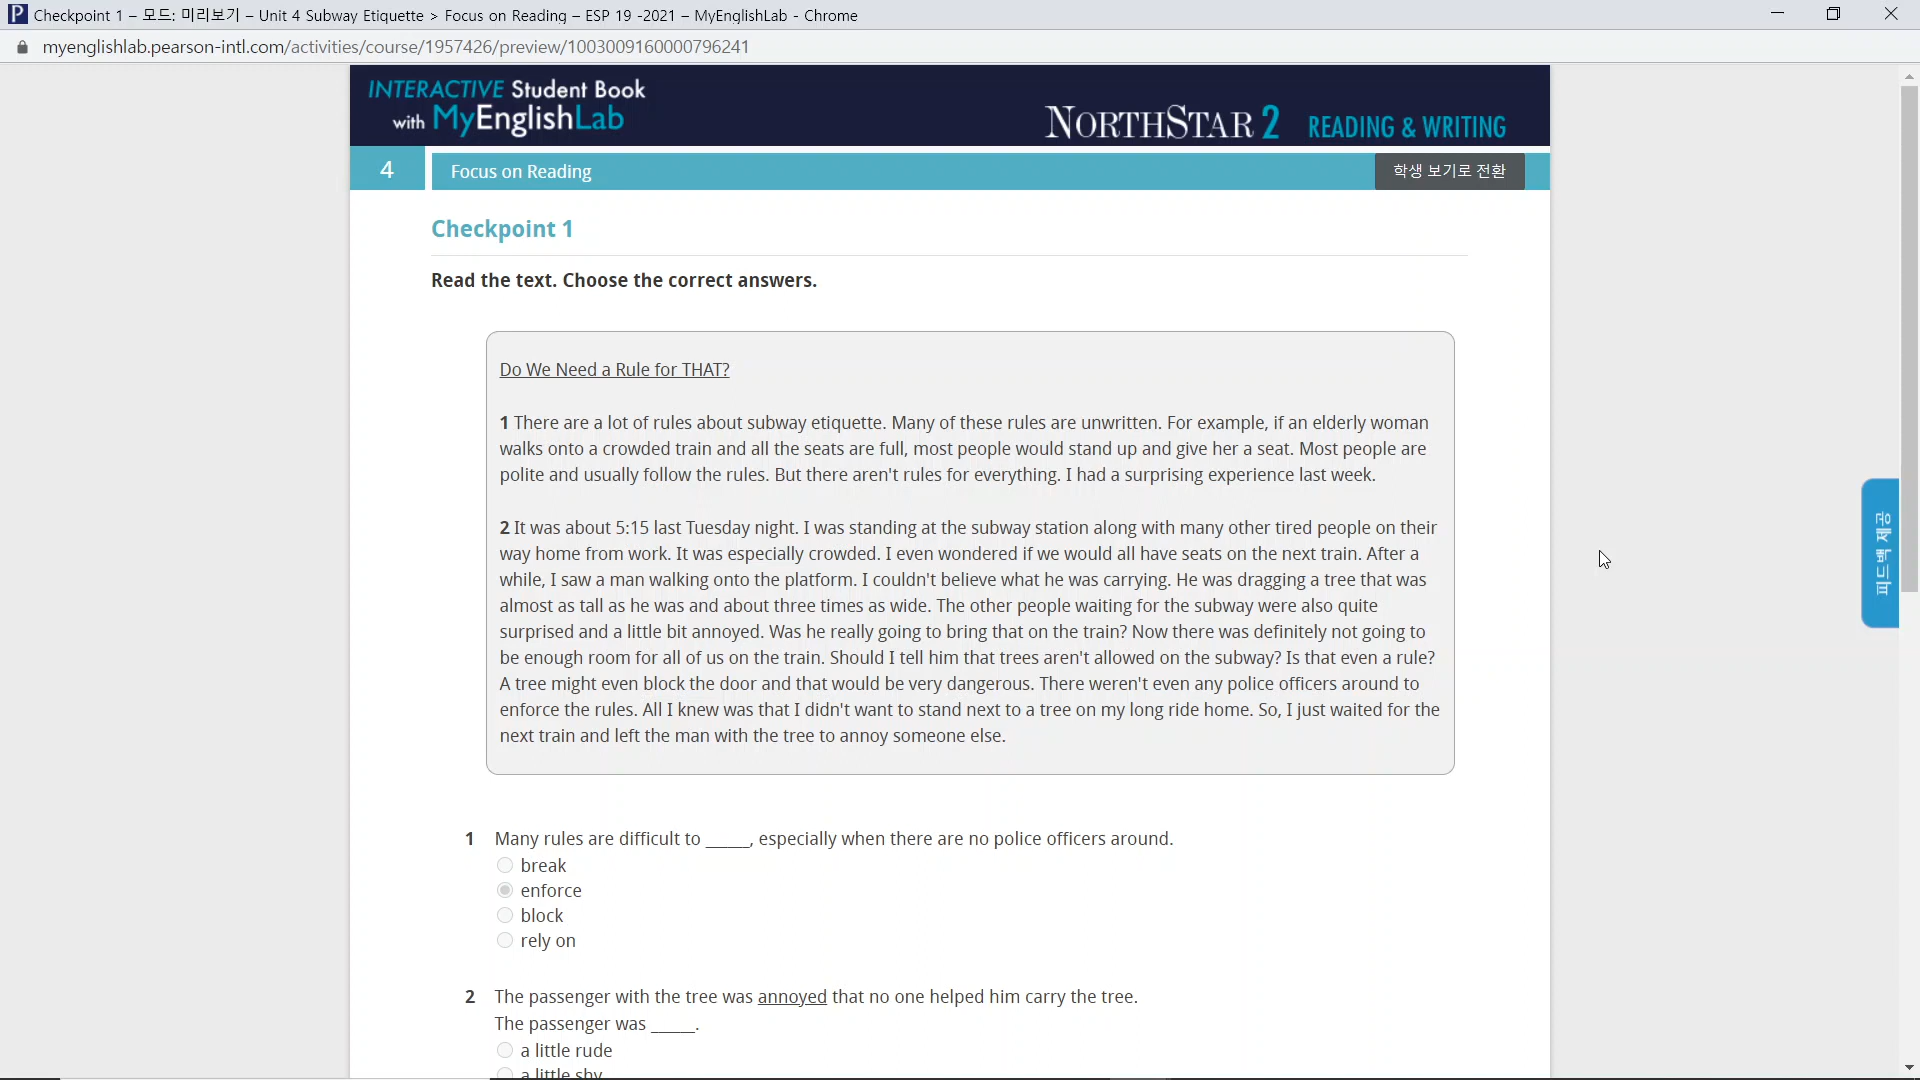 Checkpoint 1 – 모드: 미리보기 – Unit 4 Subway Etiquette > Focus on Reading – ESP 19 -2021 – MyEnglishLab - Chrome
myenglishlab.pearson-intl.com/activities/course/1957426/preview/1003009160000796241
INTERACTIVE Student Book
with MyEnglishLab
NORTHSTAR 2 READING & WRITING
4 Focus on Reading
학생 보기로 전환
Checkpoint 1
Read the text. Choose the correct answers.
Do We Need a Rule for THAT?
1 There are a lot of rules about subway etiquette. Many of these rules are unwritten. For example, if an elderly woman
walks onto a crowded train and all the seats are full, most people would stand up and give her a seat. Most people are
polite and usually follow the rules. But there aren't rules for everything. I had a surprising experience last week.
2 It was about 5:15 last Tuesday night. I was standing at the subway station along with many other tired people on their
way home from work. It was especially crowded. I even wondered if we would all have seats on the next train. After a
while, I saw a man walking onto the platform. I couldn't believe what he was carrying. He was dragging a tree that was
almost as tall as he was and about three times as wide. The other people waiting for the subway were also quite
surprised and a little bit annoyed. Was he really going to bring that on the train? Now there was definitely not going to
be enough room for all of us on the train. Should I tell him that trees aren't allowed on the subway? Is that even a rule?
A tree might even block the door and that would be very dangerous. There weren't even any police officers around to
enforce the rules. All I knew was that I didn't want to stand next to a tree on my long ride home. So, I just waited for the
next train and left the man with the tree to annoy someone else.
피드백 제공
1 Many rules are difficult to _____, especially when there are no police officers around.
break
enforce
block
rely on
2 The passenger with the tree was annoyed that no one helped him carry the tree.
The passenger was _____.
a little rude
a little shy